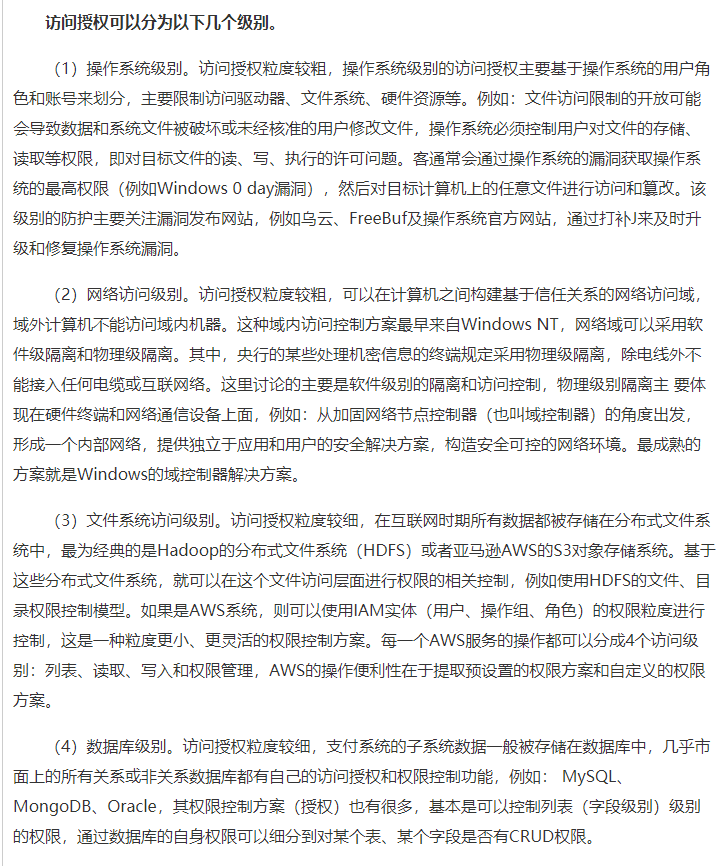 访问授权可以分为以下几个级别。
（1）操作系统级别。访问授权粒度较粗，操作系统级别的访问授权主要基于操作系统的用户角
色和账号来划分，主要限制访问驱动器、文件系统、硬件资源等。例如：文件访问限制的开放可能
会导致数据和系统文件被破坏或未经核准的用户修改文件，操作系统必须控制用户对文件的存储、
读取等权限，即对目标文件的读、写、执行的许可问题。客通常会通过操作系统的漏洞获取操作系
统的最高权限（例如Windows 0 day漏洞），然后对目标计算机上的任意文件进行访问和篡改。该
级别的防护主要关注漏洞发布网站，例如乌云、FreeBuf及操作系统官方网站，通过打补J来及时升
级和修复操作系统漏洞。
（2）网络访问级别。访问授权粒度较粗，可以在计算机之间构建基于信任关系的网络访问域，
域外计算机不能访问域内机器。这种域内访问控制方案最早来自Windows NT，网络域可以采用软
件级隔离和物理级隔离。其中，央行的某些处理机密信息的终端规定采用物理级隔离，除电线外不
能接入任何电缆或互联网络。这里讨论的主要是软件级别的隔离和访问控制，物理级别隔离主 要体
现在硬件终端和网络通信设备上面，例如：从加固网络节点控制器（也叫域控制器）的角度出发，
形成一个内部网络，提供独立于应用和用户的安全解决方案，构造安全可控的网络环境。最成熟的
方案就是Windows的域控制器解决方案。
（3）文件系统访问级别。访问授权粒度较细，在互联网时期所有数据都被存储在分布式文件系
统中，最为经典的是Hadoop的分布式文件系统（HDFS）或者亚马逊AWS的S3对象存储系统。基于
这些分布式文件系统，就可以在这个文件访问层面进行权限的相关控制，例如使用HDFS的文件、目
录权限控制模型。如果是AWS系统，则可以使用IAM实体（用户、操作组、角色）的权限粒度进行
控制，这是一种粒度更小、更灵活的权限控制方案。每一个AWS服务的操作都可以分成4个访问级
别：列表、读取、写入和权限管理，AWS的操作便利性在于提取预设置的权限方案和自定义的权限
方案。
（4）数据库级别。访问授权粒度较细，支付系统的子系统数据一般被存储在数据库中，几乎市
面上的所有关系或非关系数据库都有自己的访问授权和权限控制功能，例如： MySQL、
MongoDB、Oracle，其权限控制方案（授权）也有很多，基本是可以控制列表（字段级别）级别
的权限，通过数据库的自身权限可以细分到对某个表、某个字段是否有CRUD权限。